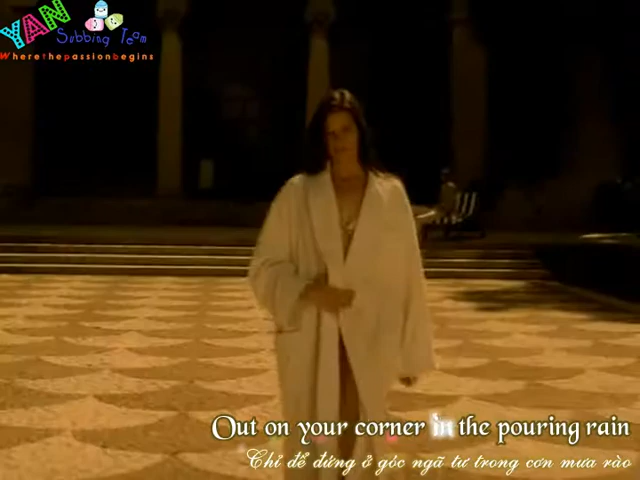 YAN
Subbing Team
Wherethepassionbegins
Out on your corner in the pouring rain
Chỉ để đứng ở góc ngã tư trong cơn mưa rào